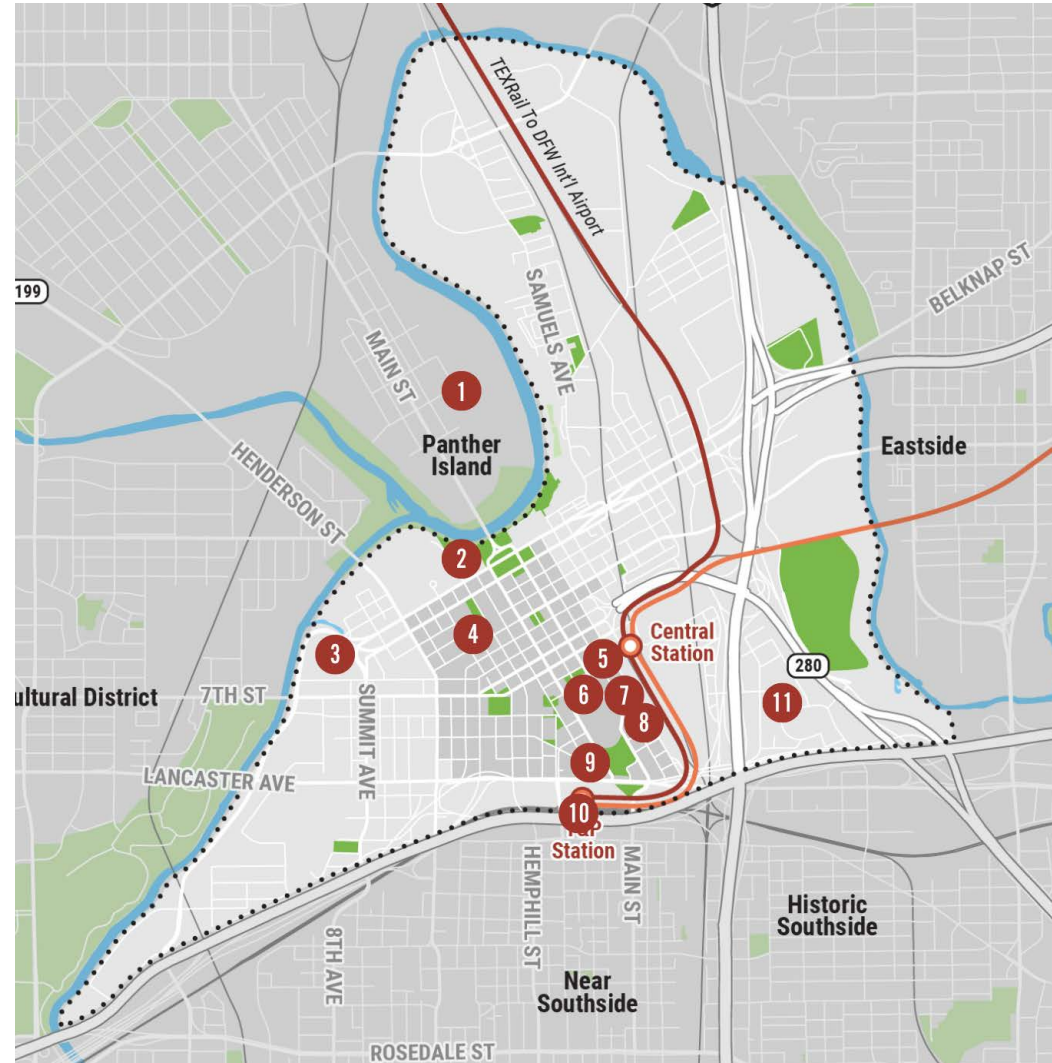 TEXRail To DFW Int'l Airport
199
BELKNAP ST
SAMUELS AVE
MAIN ST
1
Panther
Island
Eastside
HENDERSON ST
2
4
Central
Station
3
5
280
ultural District
7TH ST
6
7
11
SUMMIT AVE
8
9
LANCASTER AVE
10
Station
HEMPHILL ST
MAIN ST
Historic
Southside
8TH AVE
Near
Southside
ROSEDALE ST